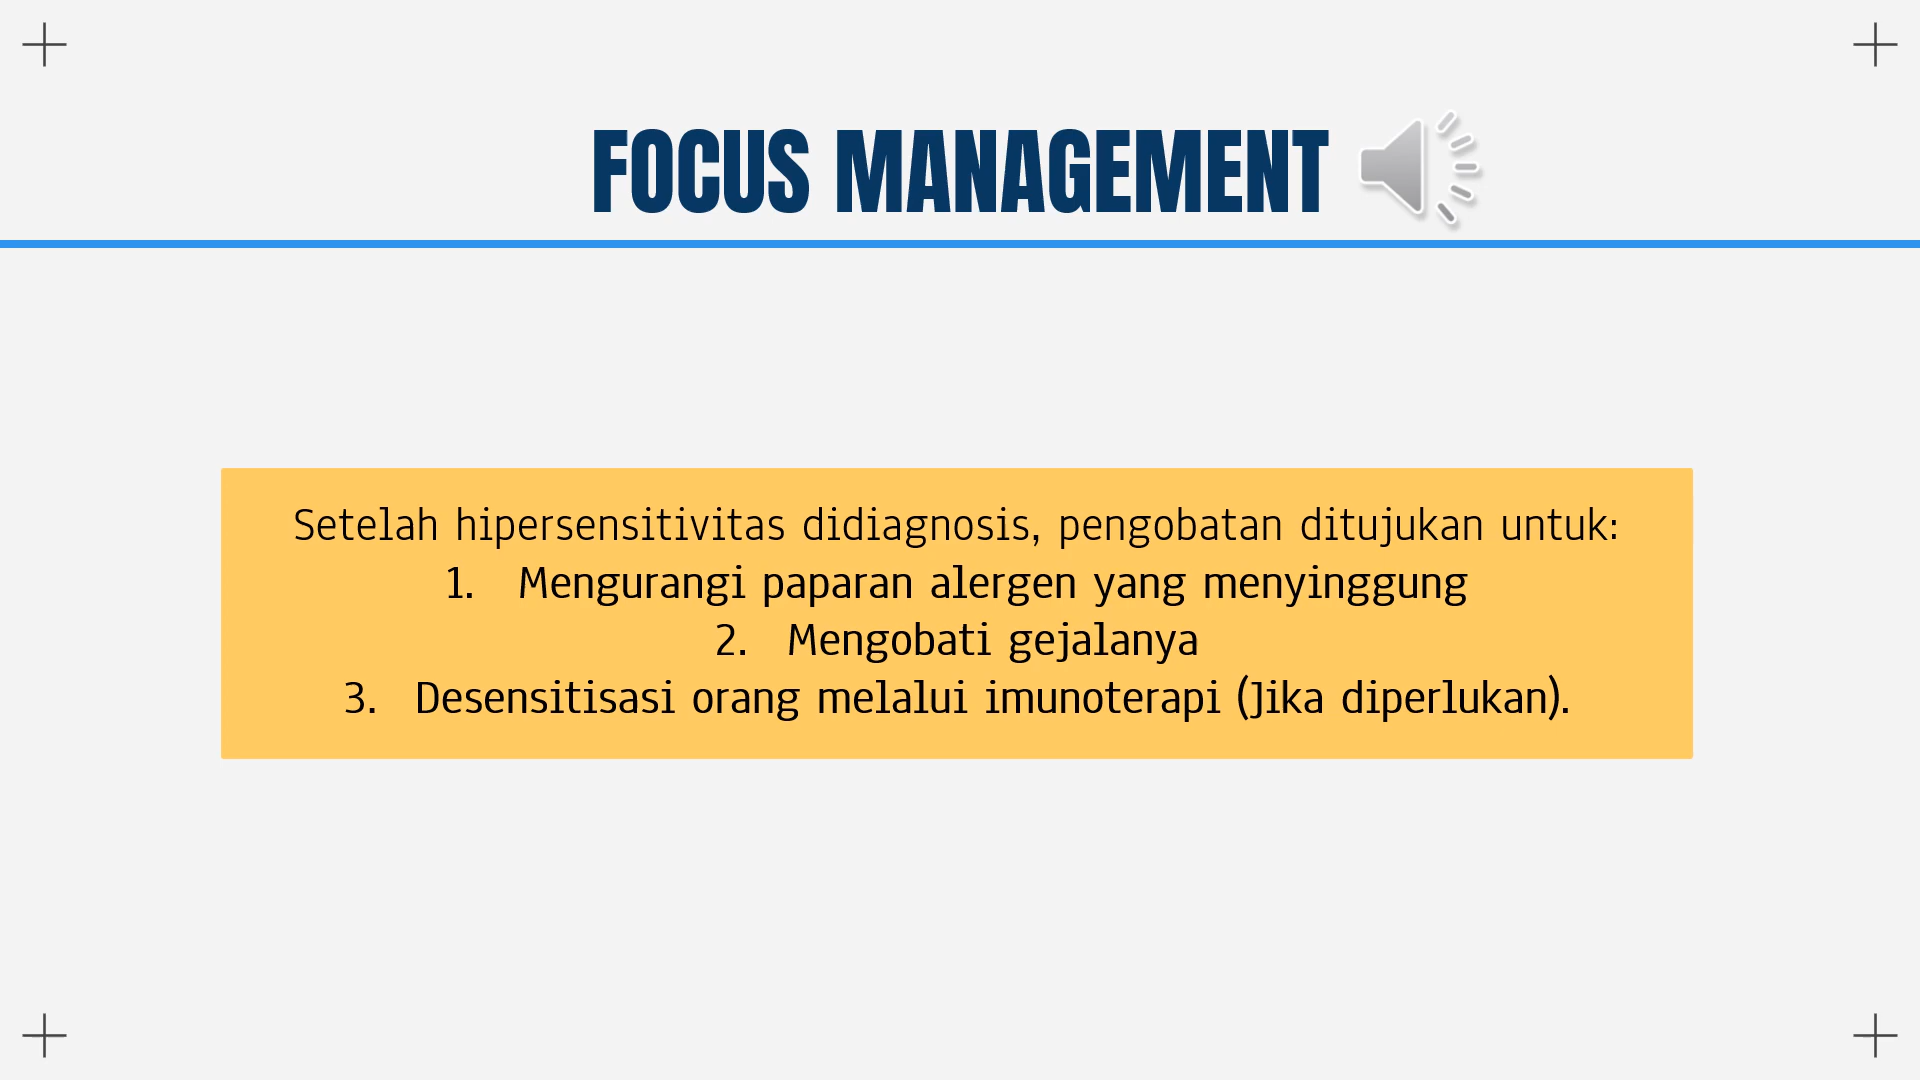 FOCUS MANAGEMENT
Setelah hipersensitivitas didiagnosis, pengobatan ditujukan untuk:
1. Mengurangi paparan alergen yang menyinggung
2. Mengobati gejalanya
3. Desensitisasi orang melalui imunoterapi (Jika diperlukan).